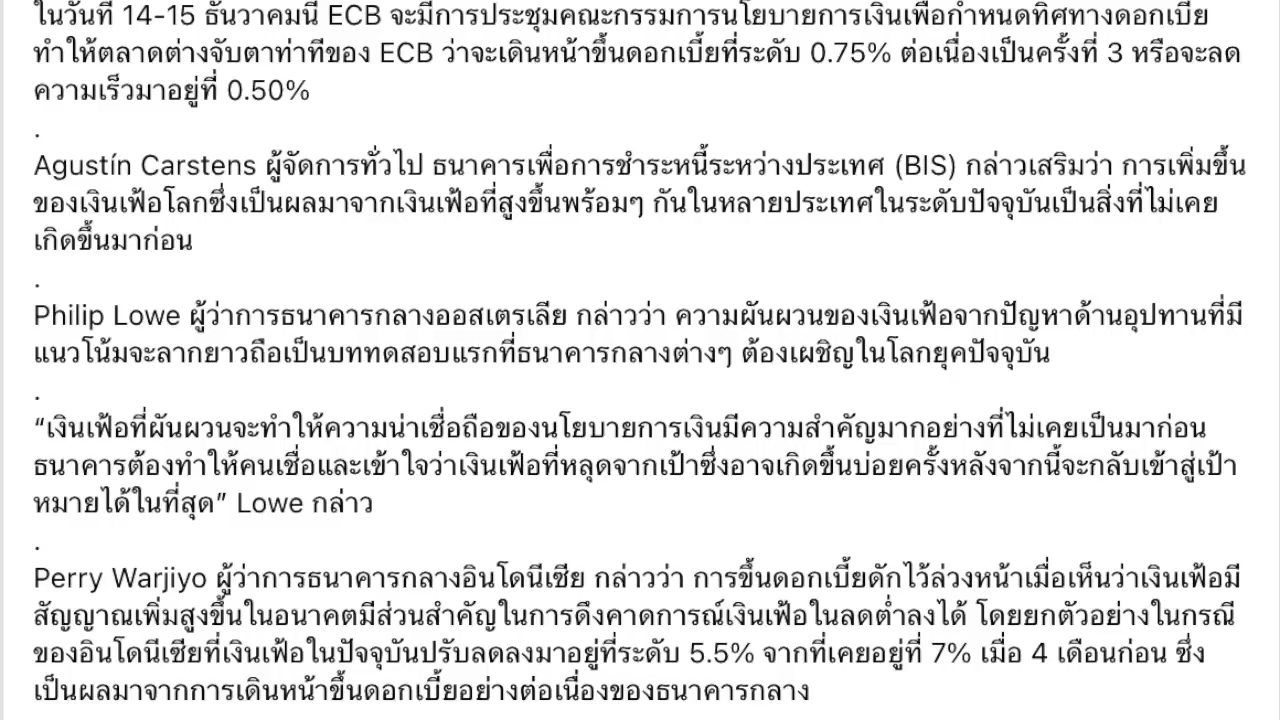 ในวันที่ 14-15 ธันวาคมนี้ ECB จะมีการประชุมคณะกรรมการนโยบายการเงินเพื่อกำหนดทิศทางดอกเบี้ย
ทำให้ตลาดต่างจับตาท่าทีของ ECB ว่าจะเดินหน้าขึ้นดอกเบี้ยที่ระดับ 0.75% ต่อเนื่องเป็นครั้งที่ 3 หรือจะลด
ความเร็วมาอยู่ที่ 0.50%
.
Agustín Carstens ผู้จัดการทั่วไป ธนาคารเพื่อการชำระหนี้ระหว่างประเทศ (BIS) กล่าวเสริมว่า การเพิ่มขึ้น
ของเงินเฟ้อโลกซึ่งเป็นผลมาจากเงินเฟ้อที่สูงขึ้นพร้อมๆ กันในหลายประเทศในระดับปัจจุบันเป็นสิ่งที่ไม่เคย
เกิดขึ้นมาก่อน
.
Philip Lowe ผู้ว่าการธนาคารกลางออสเตรเลีย กล่าวว่า ความผันผวนของเงินเฟ้อจากปัญหาด้านอุปทานที่มี
แนวโน้มจะลากยาวถือเป็นบททดสอบแรกที่ธนาคารกลางต่างๆ ต้องเผชิญในโลกยุคปัจจุบัน
.
“เงินเฟ้อที่ผันผวนจะทำให้ความน่าเชื่อถือของนโยบายการเงินมีความสำคัญมากอย่างที่ไม่เคยเป็นมาก่อน
ธนาคารต้องทำให้คนเชื่อและเข้าใจว่าเงินเฟ้อที่หลุดจากเป้าซึ่งอาจเกิดขึ้นบ่อยครั้งหลังจากนี้จะกลับเข้าสู่เป้า
หมายได้ในที่สุด” Lowe กล่าว
.
Perry Warjiyo ผู้ว่าการธนาคารกลางอินโดนีเซีย กล่าวว่า การขึ้นดอกเบี้ยดักไว้ล่วงหน้าเมื่อเห็นว่าเงินเฟ้อมี
สัญญาณเพิ่มสูงขึ้นในอนาคตมีส่วนสำคัญในการดึงคาดการณ์เงินเฟ้อในลดต่ำลงได้ โดยยกตัวอย่างในกรณี
ของอินโดนีเซียที่เงินเฟ้อในปัจจุบันปรับลดลงมาอยู่ที่ระดับ 5.5% จากที่เคยอยู่ที่ 7% เมื่อ 4 เดือนก่อน ซึ่ง
เป็นผลมาจากการเดินหน้าขึ้นดอกเบี้ยอย่างต่อเนื่องของธนาคารกลาง